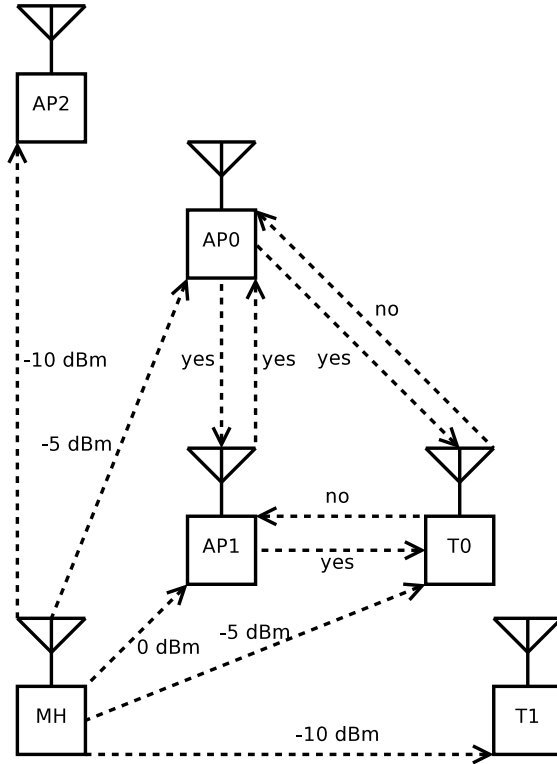 AP2
AP0
no
-10 dBm
yes
yes
yes
-5 dBm
no
AP1
T0
yes
-5 dBm
0 dBm
MH
T1
-10 dBm